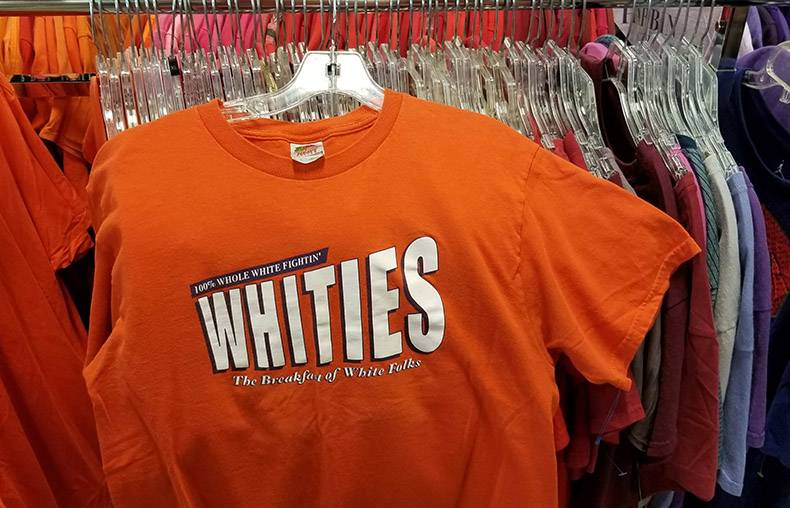 100% WHOLE WHITE FIGHTIN'
WHITIES
The Breakfast of White Folks